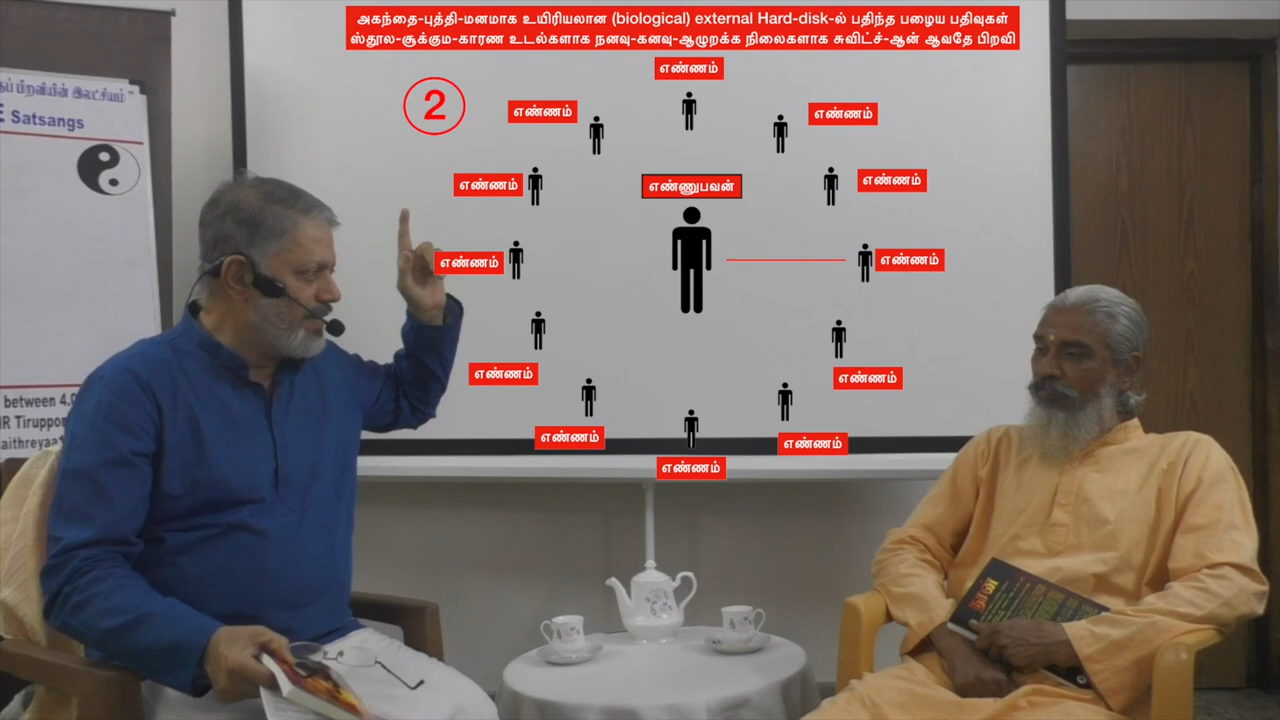 அகந்தை-புத்தி-மனமாக உயிரியலான (biological) external Hard-disk-ல் பதிந்த பழைய பதிவுகள்
ஸ்தூல-சூக்கும-காரண உடல்களாக நனவு-கனவு-ஆழுறக்க நிலைகளாக சுவிட்ச்-ஆன் ஆவதே பிறவி
எண்ணம்
2
எண்ணம்
எண்ணம்
எண்ணம்
எண்ணம்
எண்ணுபவன்
எண்ணம்
எண்ணம்
எண்ணம்
எண்ணம்
எண்ணம்
எண்ணம்
எண்ணம்
எண்ணம்
பிறவியின் இலட்சியம்"
E Satsangs
between 4.0
R Tiruppor
aithreyaa
நான்